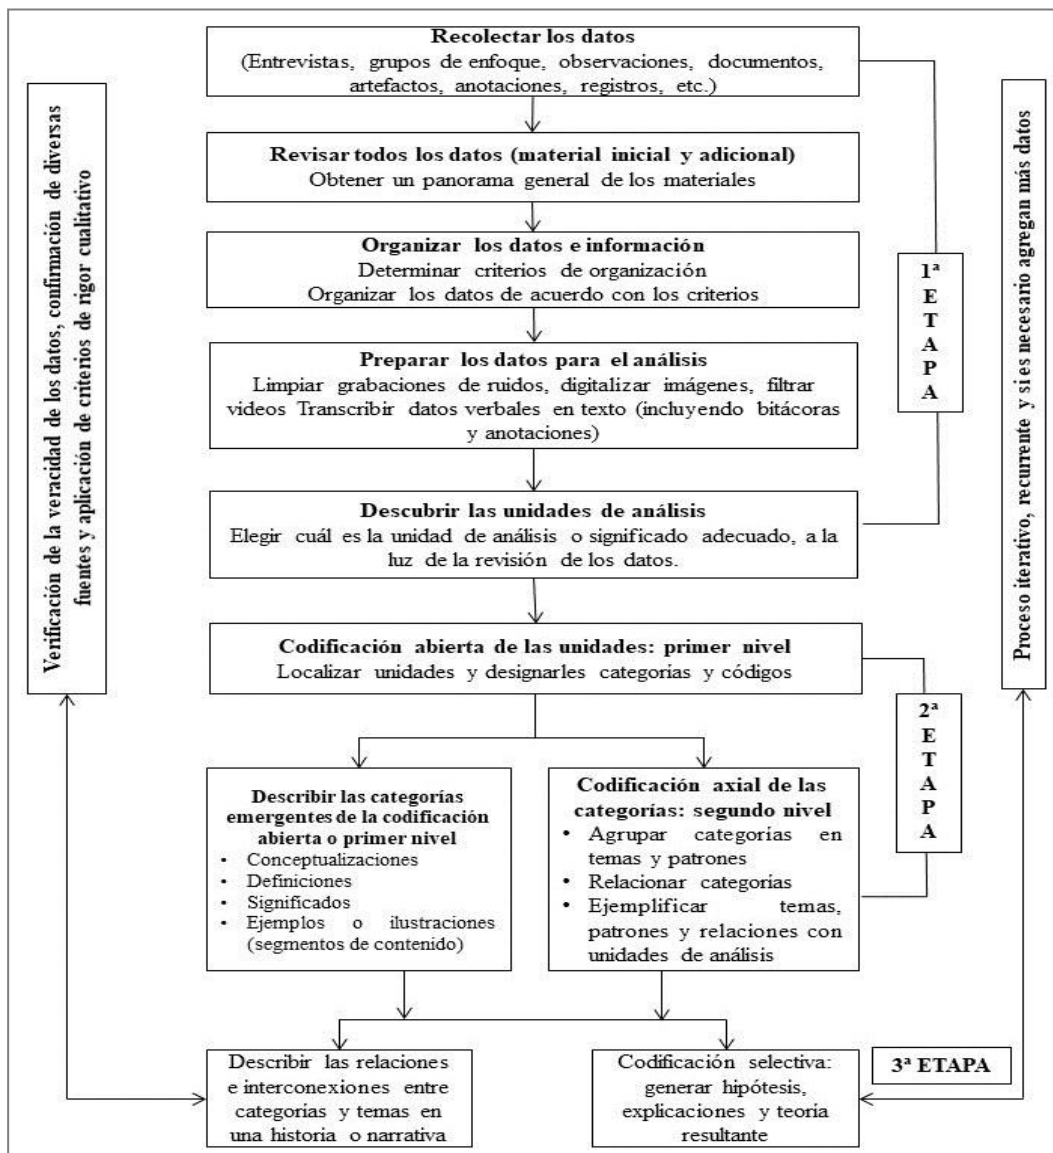 Recolectar los datos
(Entrevistas, grupos de enfoque, observaciones, documentos,
artefactos, anotaciones, registros, etc.)
Revisar todos los datos (material inicial y adicional)
Obtener un panorama general de los materiales
Organizar los datos e información
Determinar criterios de organización
Organizar los datos de acuerdo con los criterios
Preparar los datos para el análisis
Limpiar grabaciones de ruidos, digitalizar imágenes, filtrar
videos Transcribir datos verbales en texto (incluyendo bitácoras
y anotaciones)
Descubrir las unidades de análisis
Elegir cuál es la unidad de análisis o significado adecuado, a la
luz de la revisión de los datos.
1ª
E
T
A
P
A
Verificación de la veracidad de los datos, confirmación de diversas
fuentes y aplicación de criterios de rigor cualitativo
Proceso iterativo, recurrente y si es necesario agregan más datos
Codificación abierta de las unidades: primer nivel
Localizar unidades y designarles categorías y códigos
2ª
E
T
A
P
A
Describir las categorías
emergentes de la codificación
abierta o primer nivel
• Conceptualizaciones
• Definiciones
• Significados
• Ejemplos o ilustraciones
(segmentos de contenido)
Codificación axial de las
categorías: segundo nivel
• Agrupar categorías en
temas y patrones
• Relacionar categorías
• Ejemplificar temas,
patrones y relaciones con
unidades de análisis
Describir las relaciones
e interconexiones entre
categorías y temas en
una historia o narrativa
Codificación selectiva:
generar hipótesis,
explicaciones y teoría
resultante
3ª ETAPA